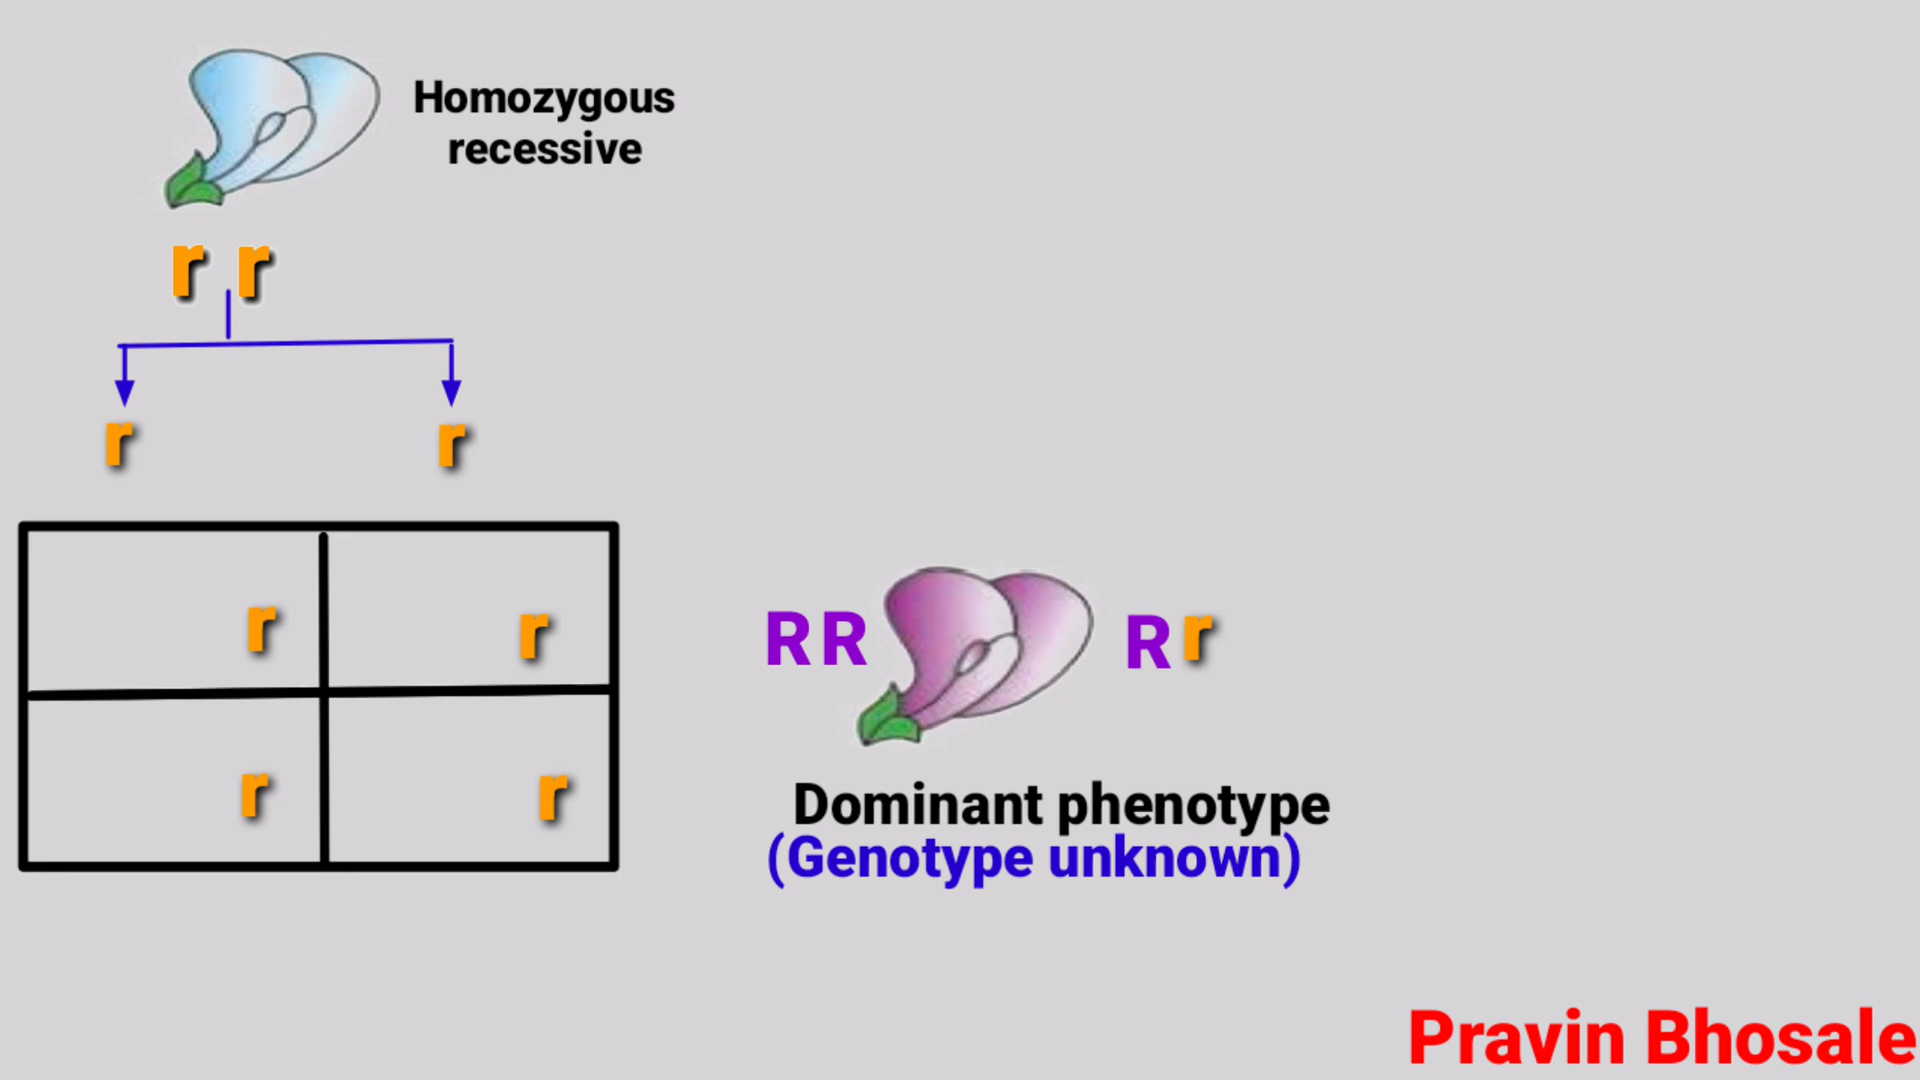 Homozygous
recessive
r r
r r
r r
RR Rr
r r
Dominant phenotype
(Genotype unknown)
Pravin Bhosale